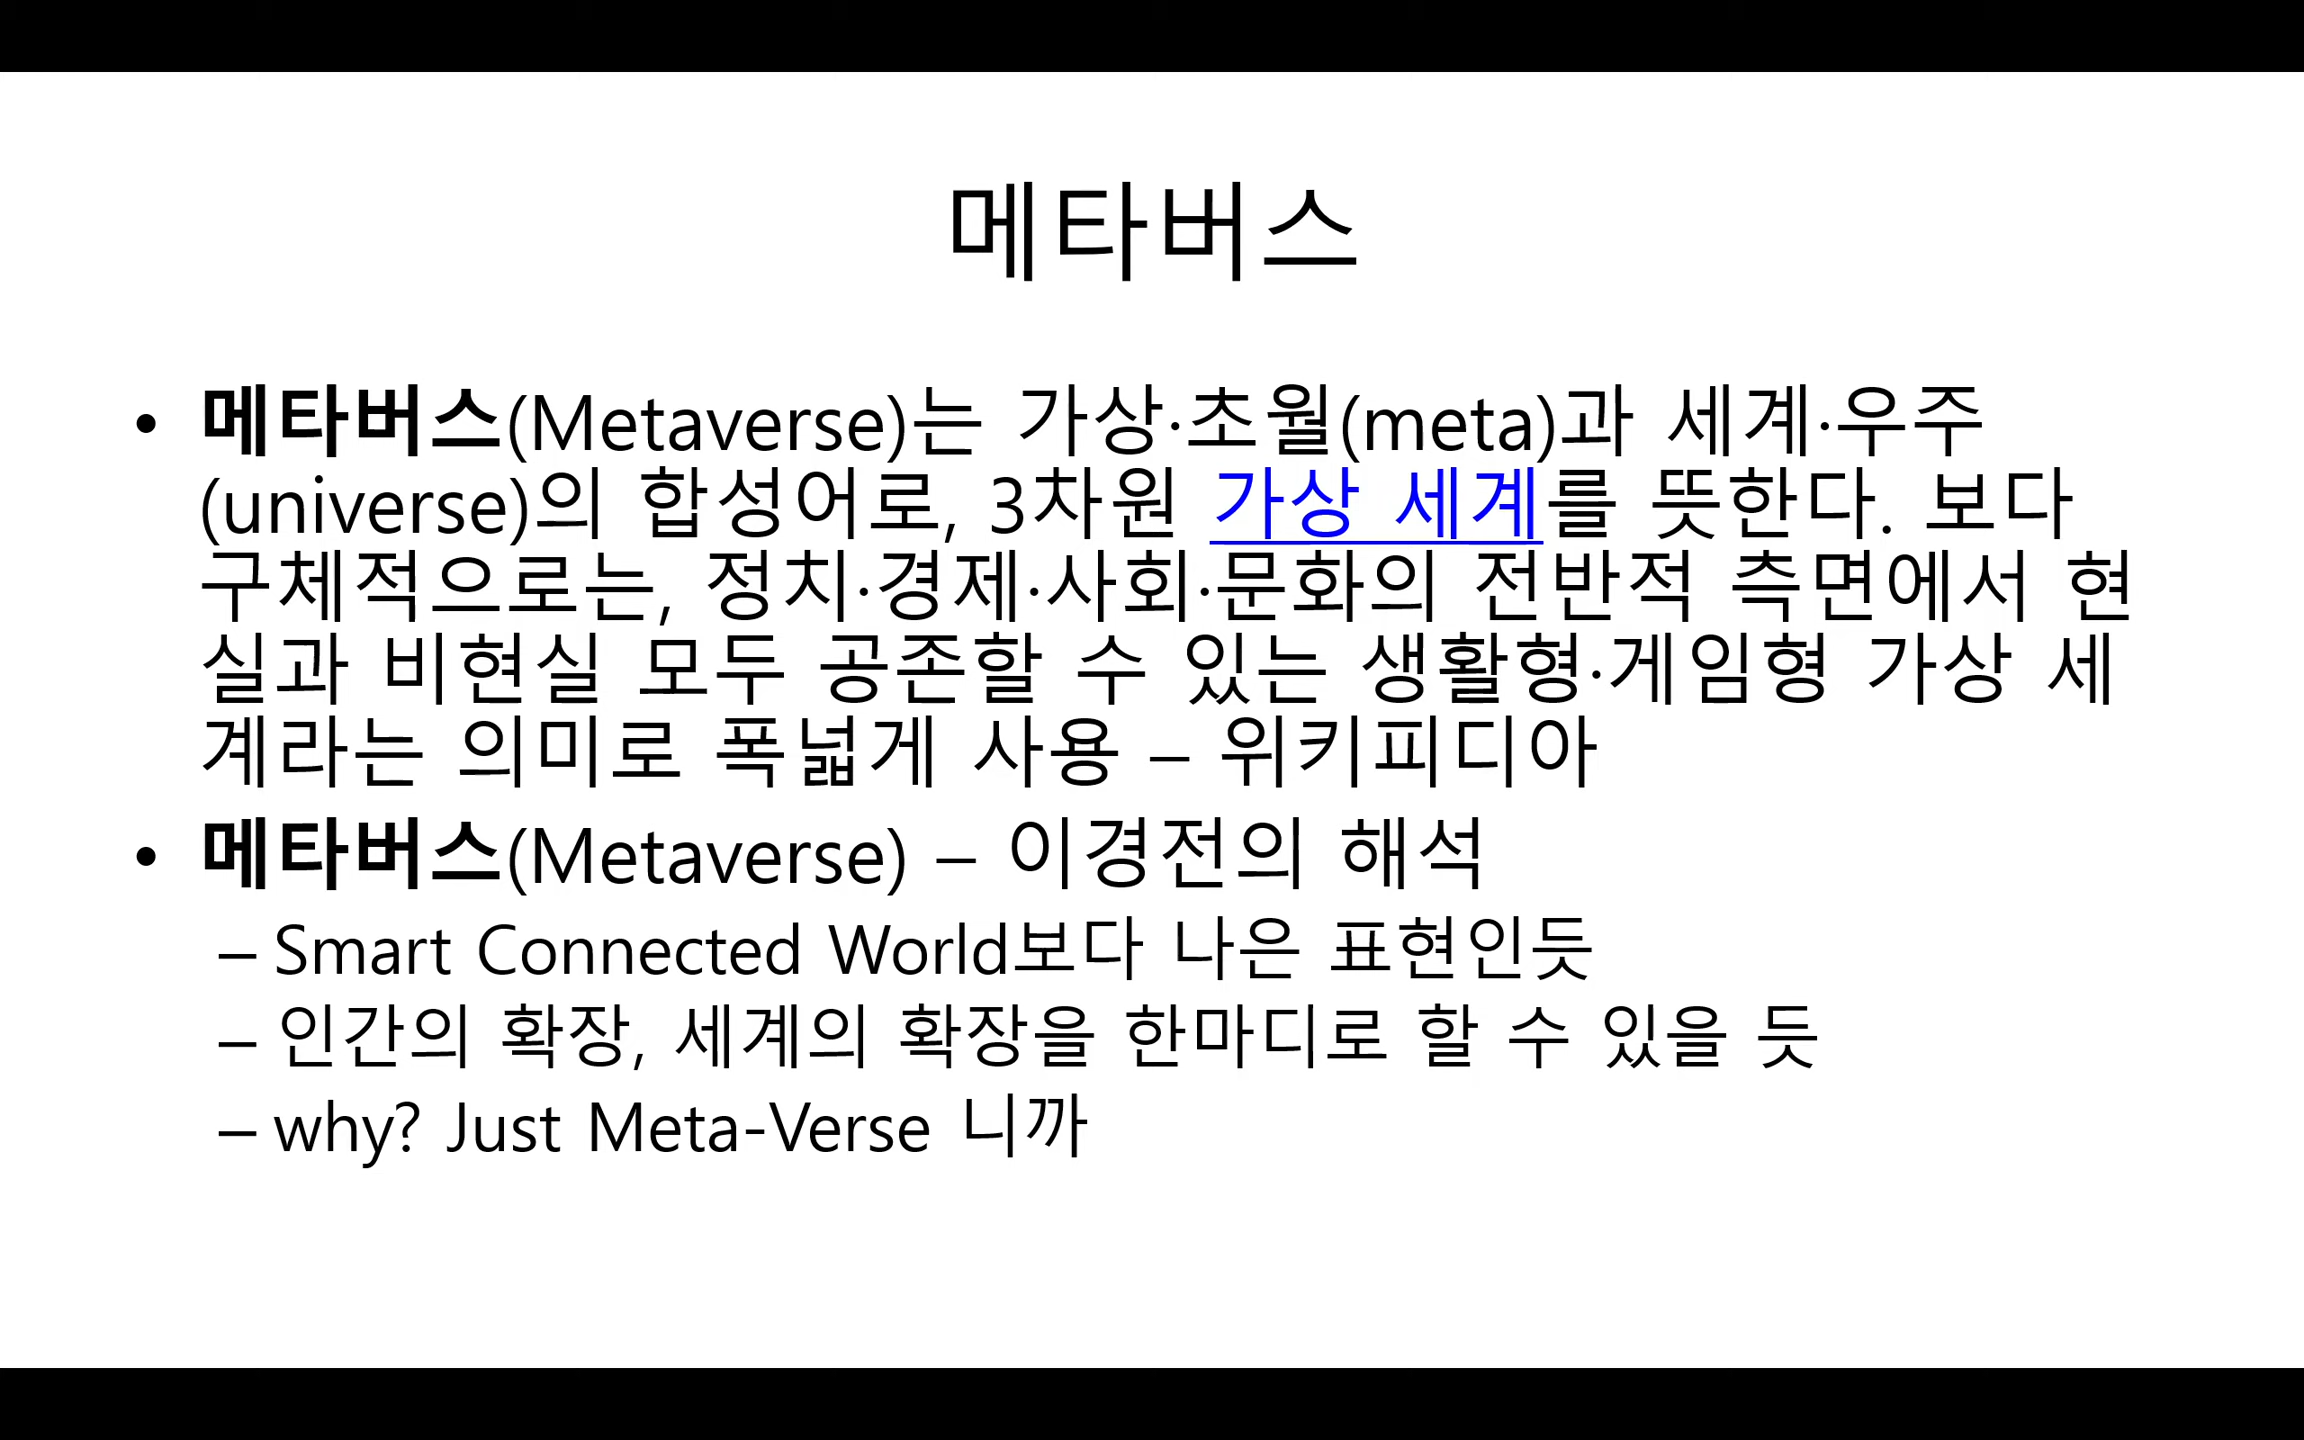 메타버스
• 메타버스(Metaverse)는 가상·초월(meta)과 세계·우주
(universe)의 합성어로, 3차원 가상 세계를 뜻한다. 보다
구체적으로는, 정치·경제·사회·문화의 전반적 측면에서 현
실과 비현실 모두 공존할 수 있는 생활형·게임형 가상 세
계라는 의미로 폭넓게 사용 – 위키피디아
• 메타버스(Metaverse) – 이경전의 해석
– Smart Connected World보다 나은 표현인듯
– 인간의 확장, 세계의 확장을 한마디로 할 수 있을 듯
– why? Just Meta-Verse 니까